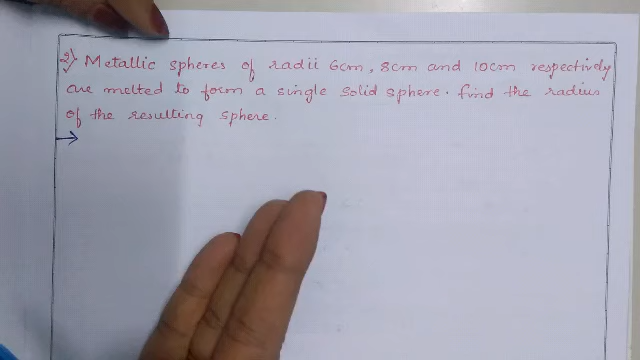 2) Metallic spheres of radii 6cm, 8cm and 10cm respectively
are melted to form a single solid sphere. find the radius
of the resulting sphere.
→